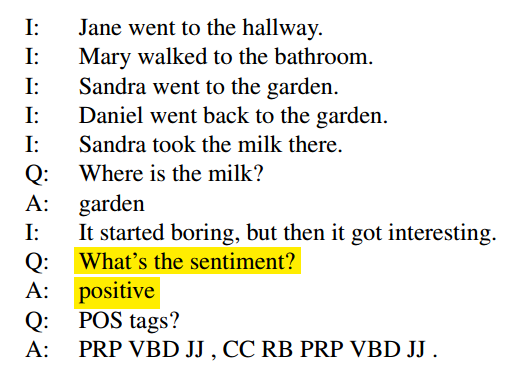 I: Jane went to the hallway.
I: Mary walked to the bathroom.
I: Sandra went to the garden.
I: Daniel went back to the garden.
I: Sandra took the milk there.
Q: Where is the milk?
A: garden
I: It started boring, but then it got interesting.
Q: What's the sentiment?
A: positive
Q: POS tags?
A: PRP VBD JJ , CC RB PRP VBD JJ .